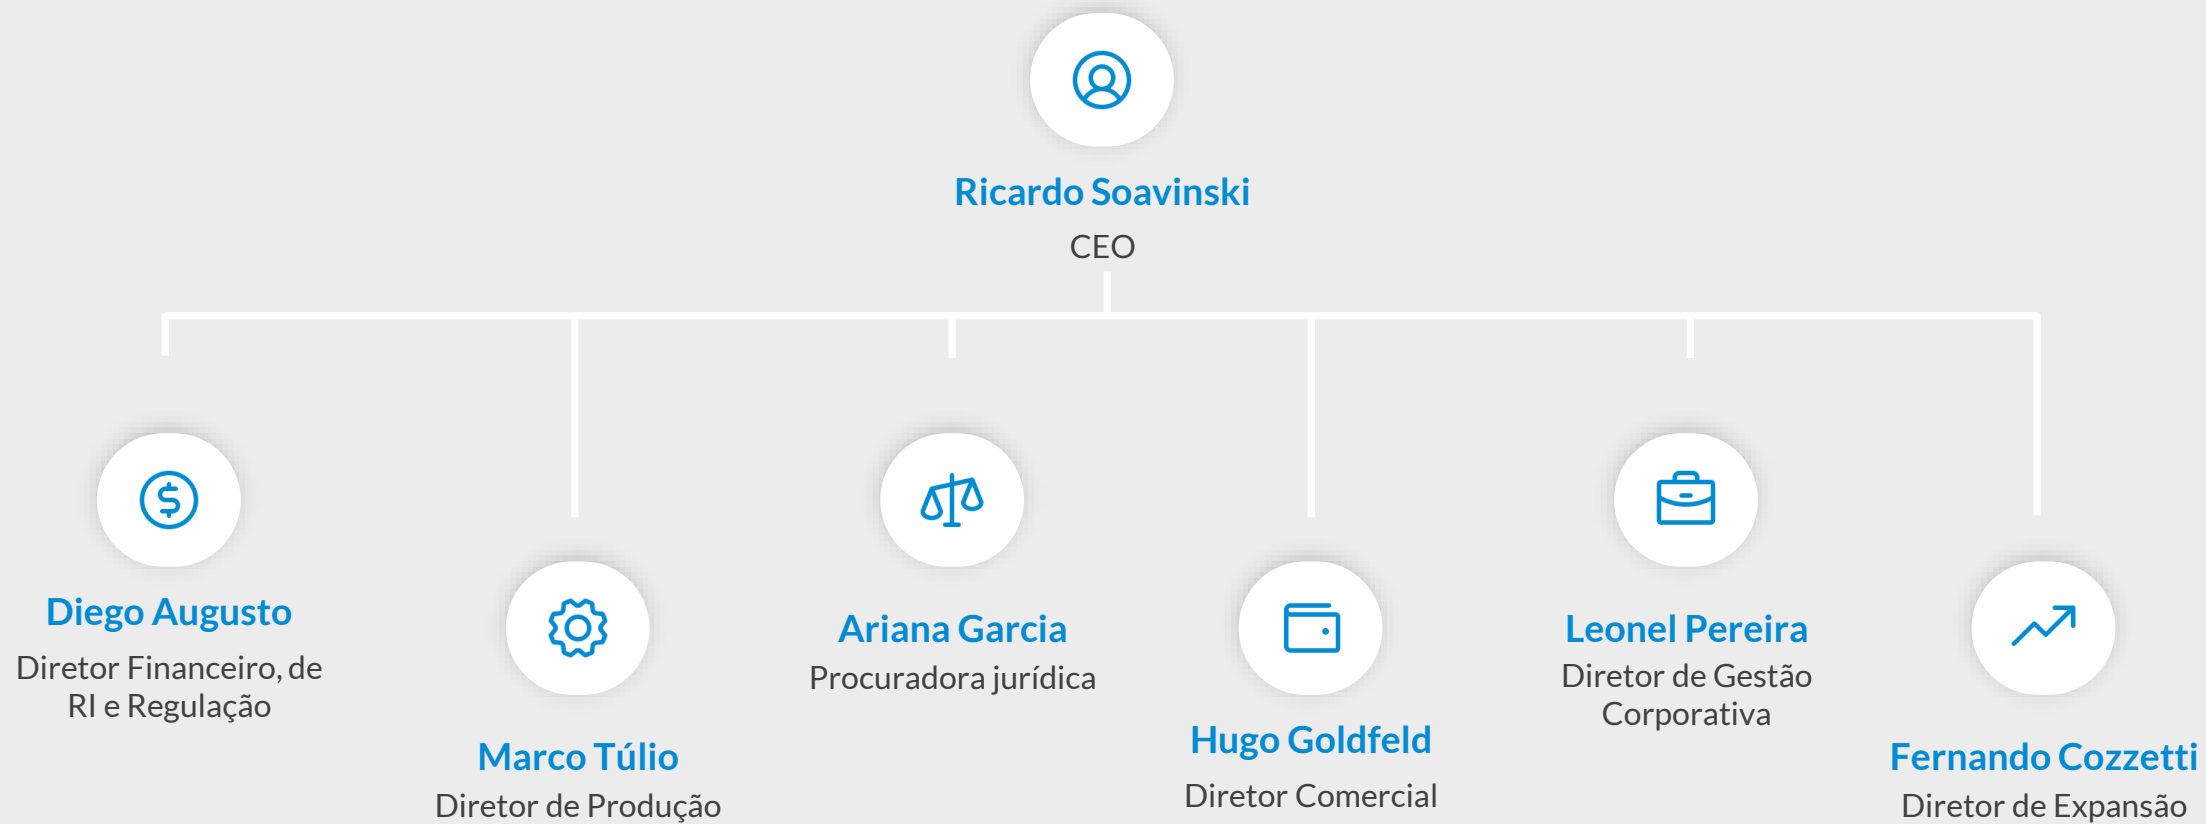 Ricardo Soavinski
CEO
Diego Augusto
Diretor Financeiro, de
RI e Regulação
Marco Túlio
Diretor de Produção
Ariana Garcia
Procuradora jurídica
Hugo Goldfeld
Diretor Comercial
Leonel Pereira
Diretor de Gestão
Corporativa
Fernando Cozzetti
Diretor de Expansão